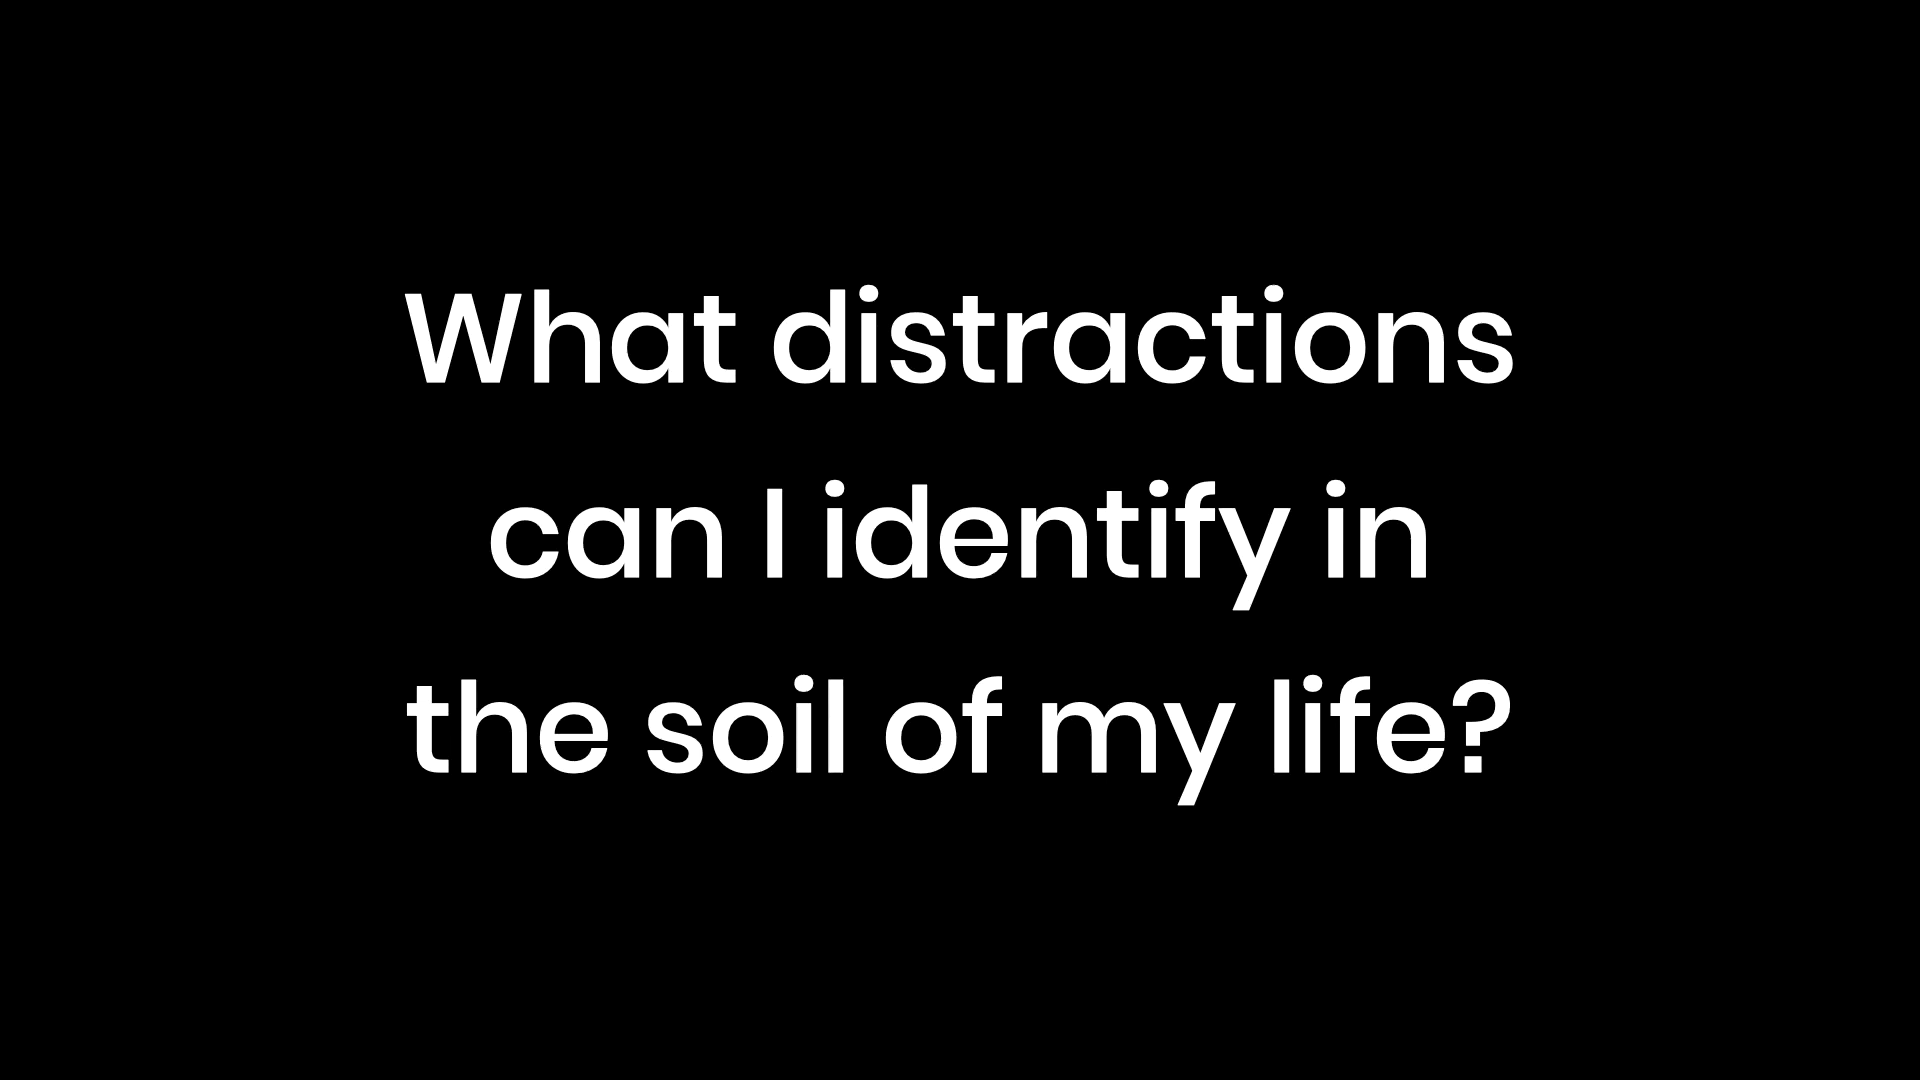 What distractions
can I identify in
the soil of my life?